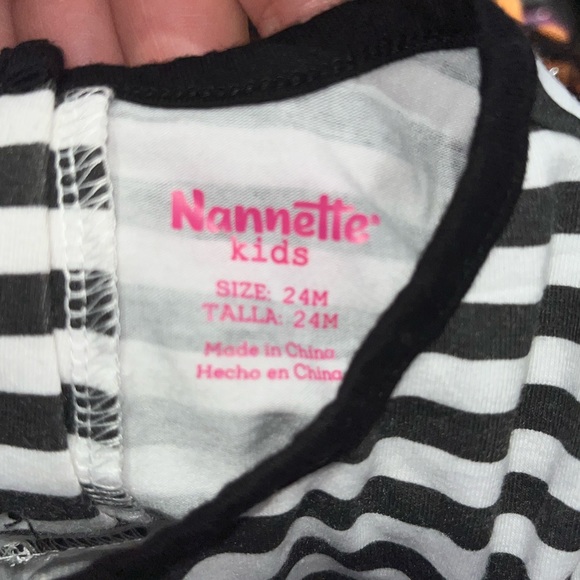 Nannette
kids
SIZE: 24M
TALLA: 24M
Made in China
Hecho en China